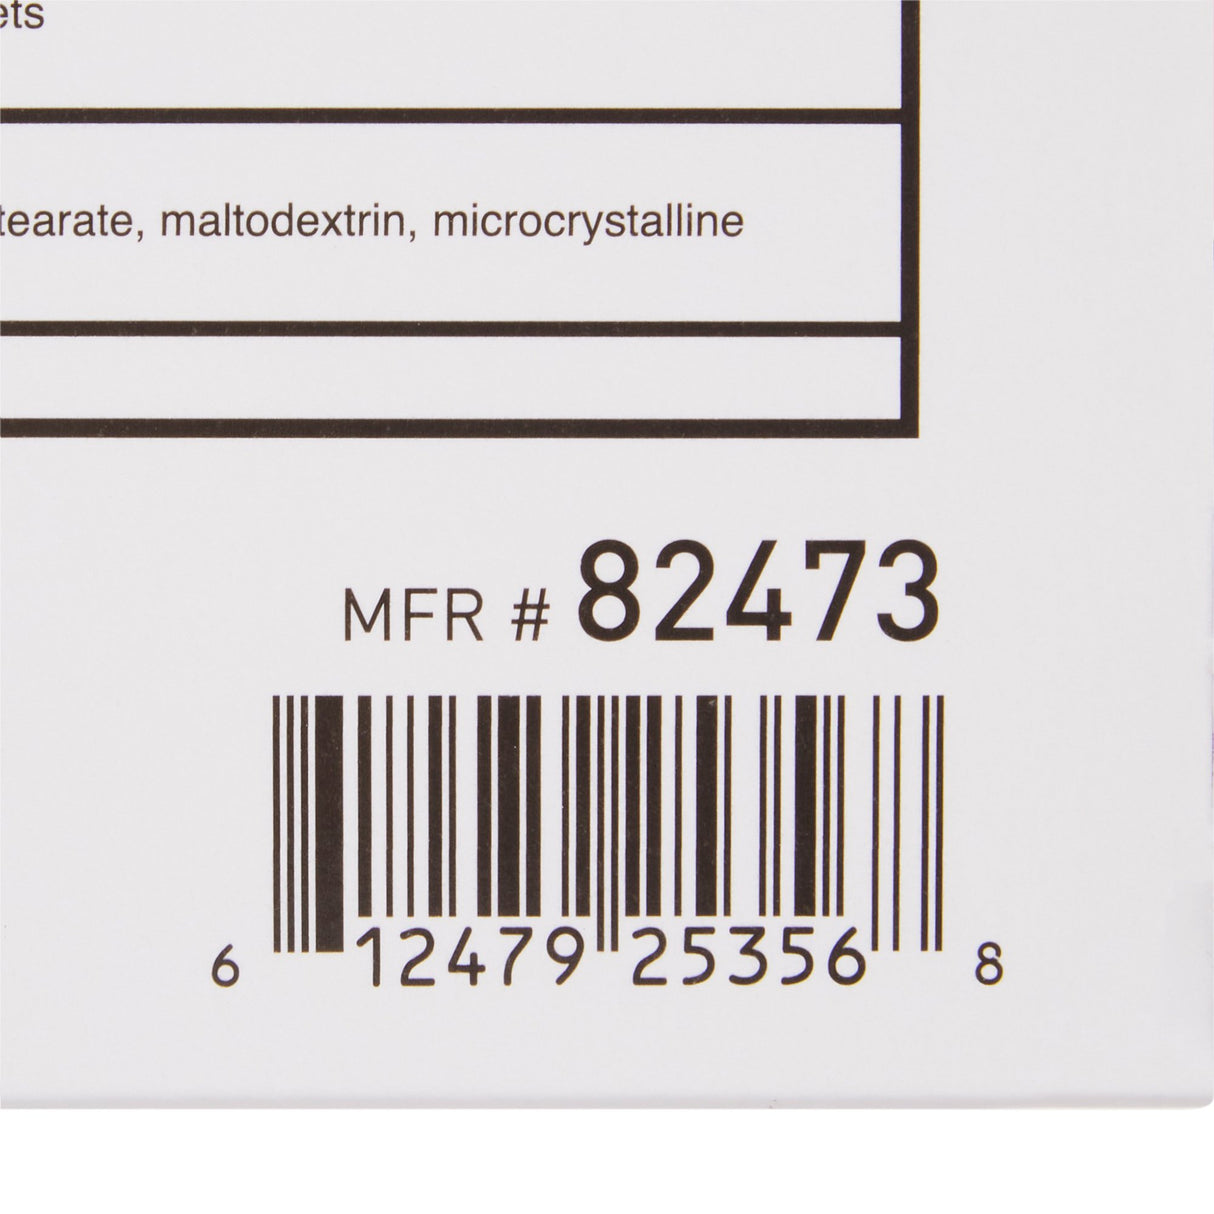 ets
tearate, maltodextrin, microcrystalline
MFR # 82473
6 12479 25356 8